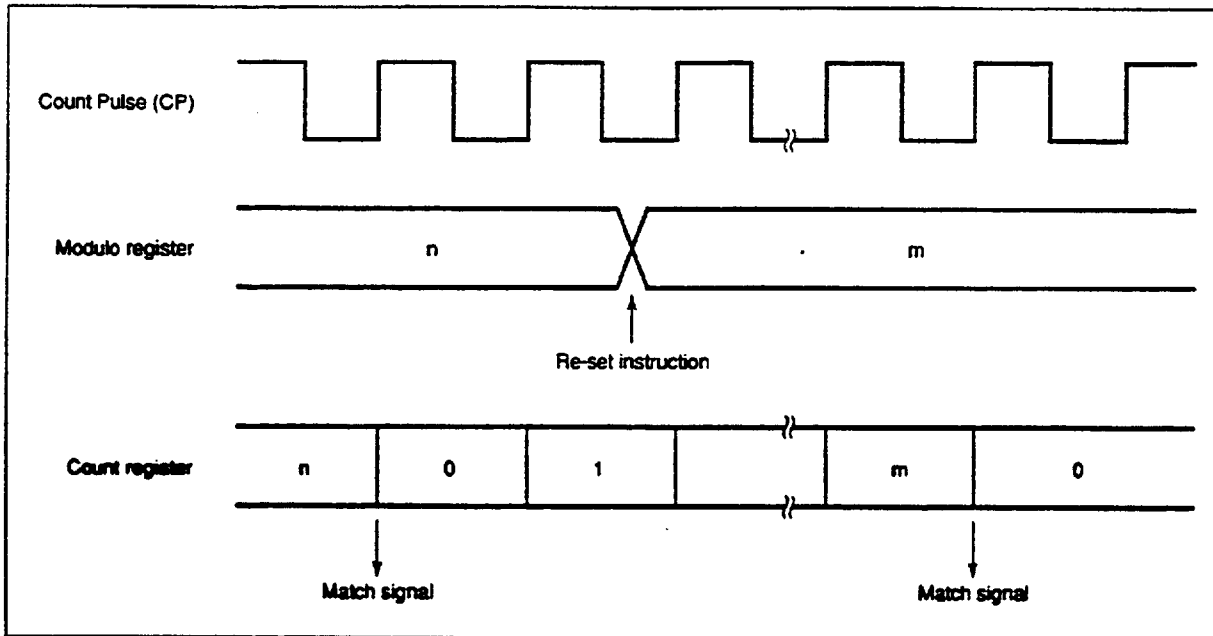 Count Pulse (CP)
Modulo register
n
m
Re-set instruction
Count register
n
0
1
m
0
Match signal
Match signal